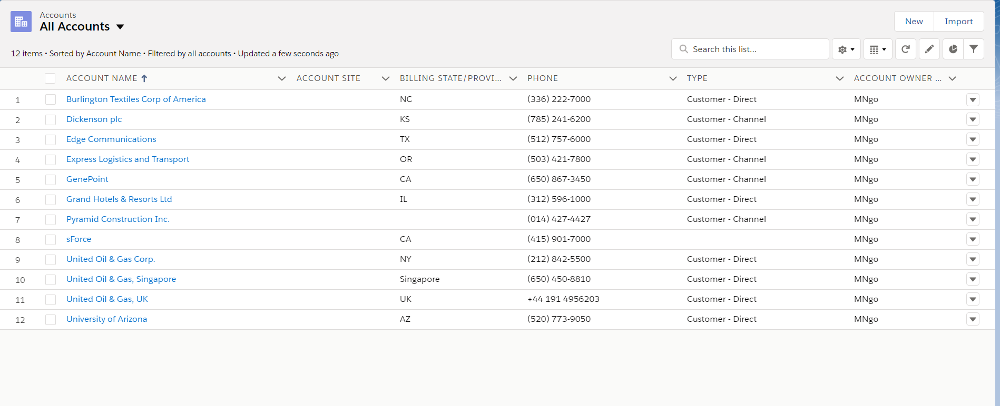 Accounts
All Accounts
New Import
12 items • Sorted by Account Name • Filtered by all accounts • Updated a few seconds ago
Search this list...
ACCOUNT NAME ACCOUNT SITE BILLING STATE/PROVI... PHONE TYPE ACCOUNT OWNER ...
1 Burlington Textiles Corp of America NC (336) 222-7000 Customer - Direct MNgo
2 Dickenson plc KS (785) 241-6200 Customer - Channel MNgo
3 Edge Communications TX (512) 757-6000 Customer - Direct MNgo
4 Express Logistics and Transport OR (503) 421-7800 Customer - Channel MNgo
5 GenePoint CA (650) 867-3450 Customer - Channel MNgo
6 Grand Hotels & Resorts Ltd IL (312) 596-1000 Customer - Direct MNgo
7 Pyramid Construction Inc. (014) 427-4427 Customer - Channel MNgo
8 sForce CA (415) 901-7000 MNgo
9 United Oil & Gas Corp. NY (212) 842-5500 Customer - Direct MNgo
10 United Oil & Gas, Singapore Singapore (650) 450-8810 Customer - Direct MNgo
11 United Oil & Gas, UK UK +44 191 4956203 Customer - Direct MNgo
12 University of Arizona AZ (520) 773-9050 Customer - Direct MNgo